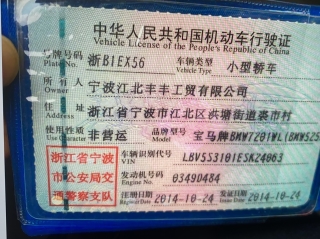 中华人民共和国机动车行驶证
Vehicle License of the People's Republic of China
号牌号码 浙B1EX56 车辆类型 小型轿车
Plate No. Vehicle Type
所有人 宁波江北丰丰工贸有限公司
Owner
住址 浙江省宁波市江北区洪塘街道裘市村
Address
使用性质 非营运 品牌型号 宝马牌BMW7201WL(BMW525
Use Character Model
浙江省宁波 车辆识别代号 LBV5S3101ESK24063
VIN
市公安局交 发动机号码 03490484
Engine No.
通警察支队 注册日期 2014-10-24 发证日期 2014-10-24
Register Date Issue Date